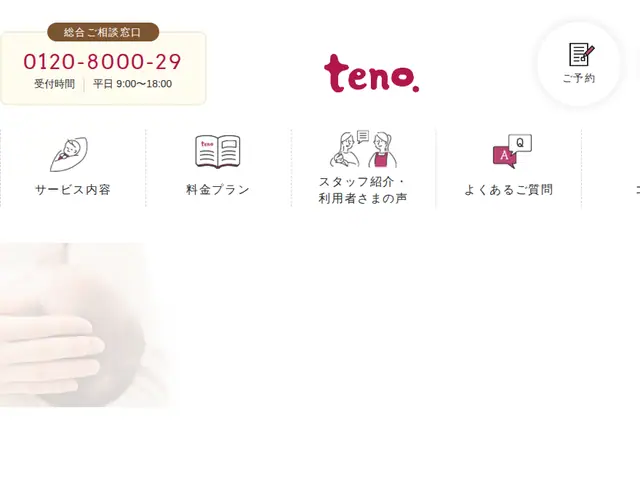 総合ご相談窓口
0120-8000-29
受付時間 平日 9:00〜18:00
teno.
ご予約
サービス内容
teno
料金プラン
スタッフ紹介・
利用者さまの声
Q
A
よくあるご質問